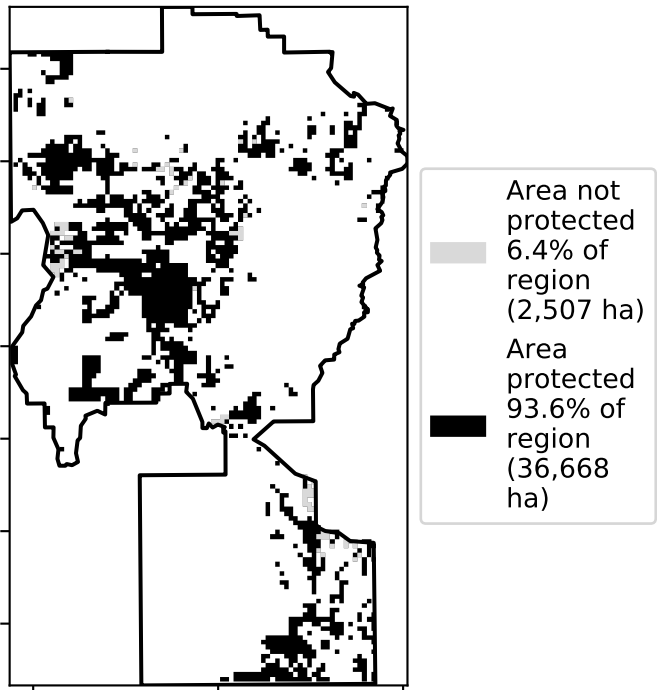 Area not
protected
6.4% of
region
(2,507 ha)
Area
protected
93.6% of
region
(36,668
ha)